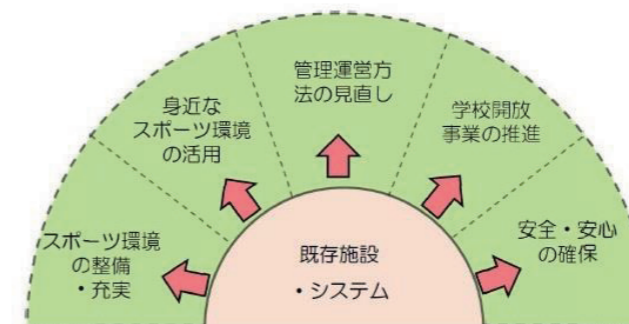 スポーツ環境
の整備
・充実
身近な
スポーツ環境
の活用
管理運営方
法の見直し
学校開放
事業の推進
安全・安心
の確保
既存施設
・システム